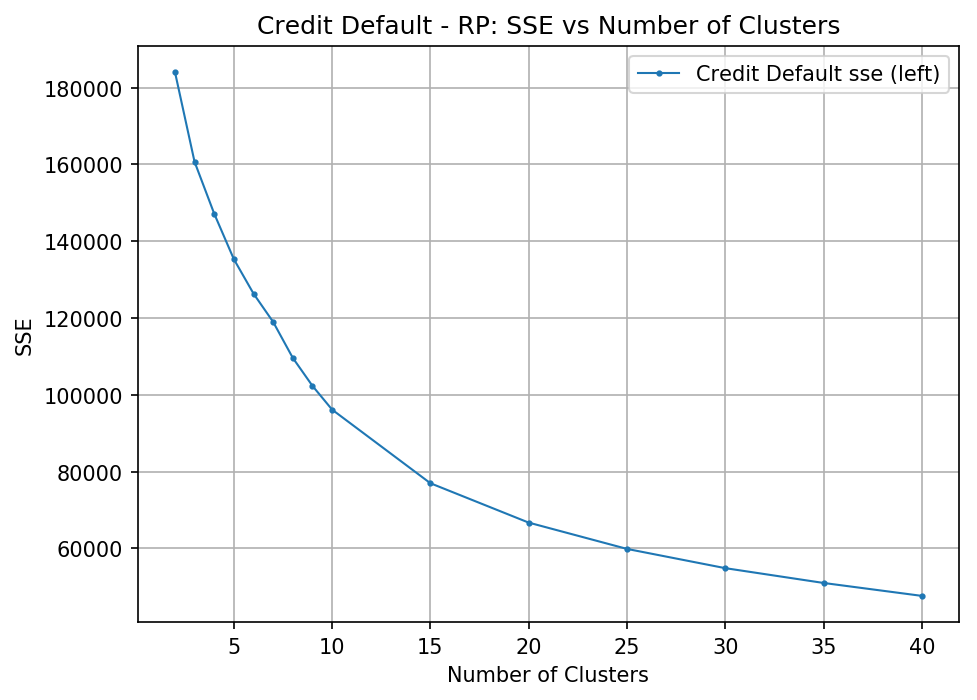 Credit Default - RP: SSE vs Number of Clusters
Credit Default sse (left)
180000
160000
140000
120000
100000
80000
60000
SSE
5 10 15 20 25 30 35 40
Number of Clusters